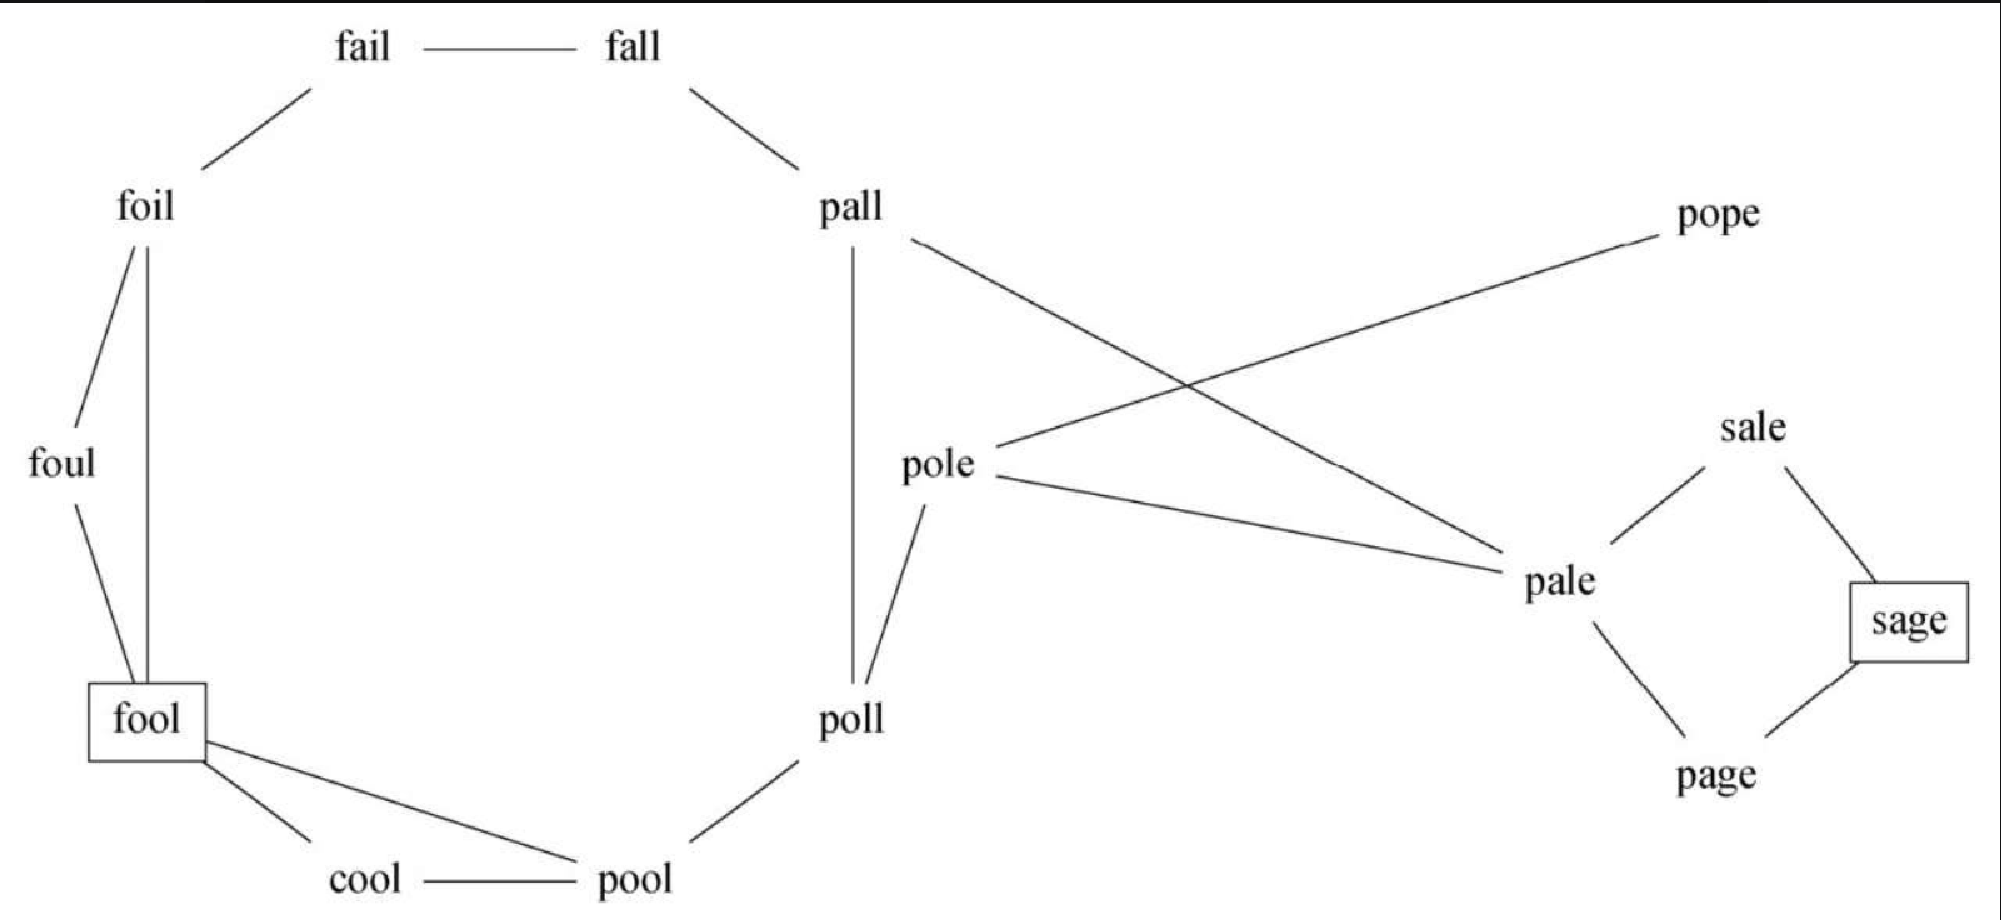 fail fall
foil pall pope
sale
foul pole
pale
sage
fool poll
page
cool pool